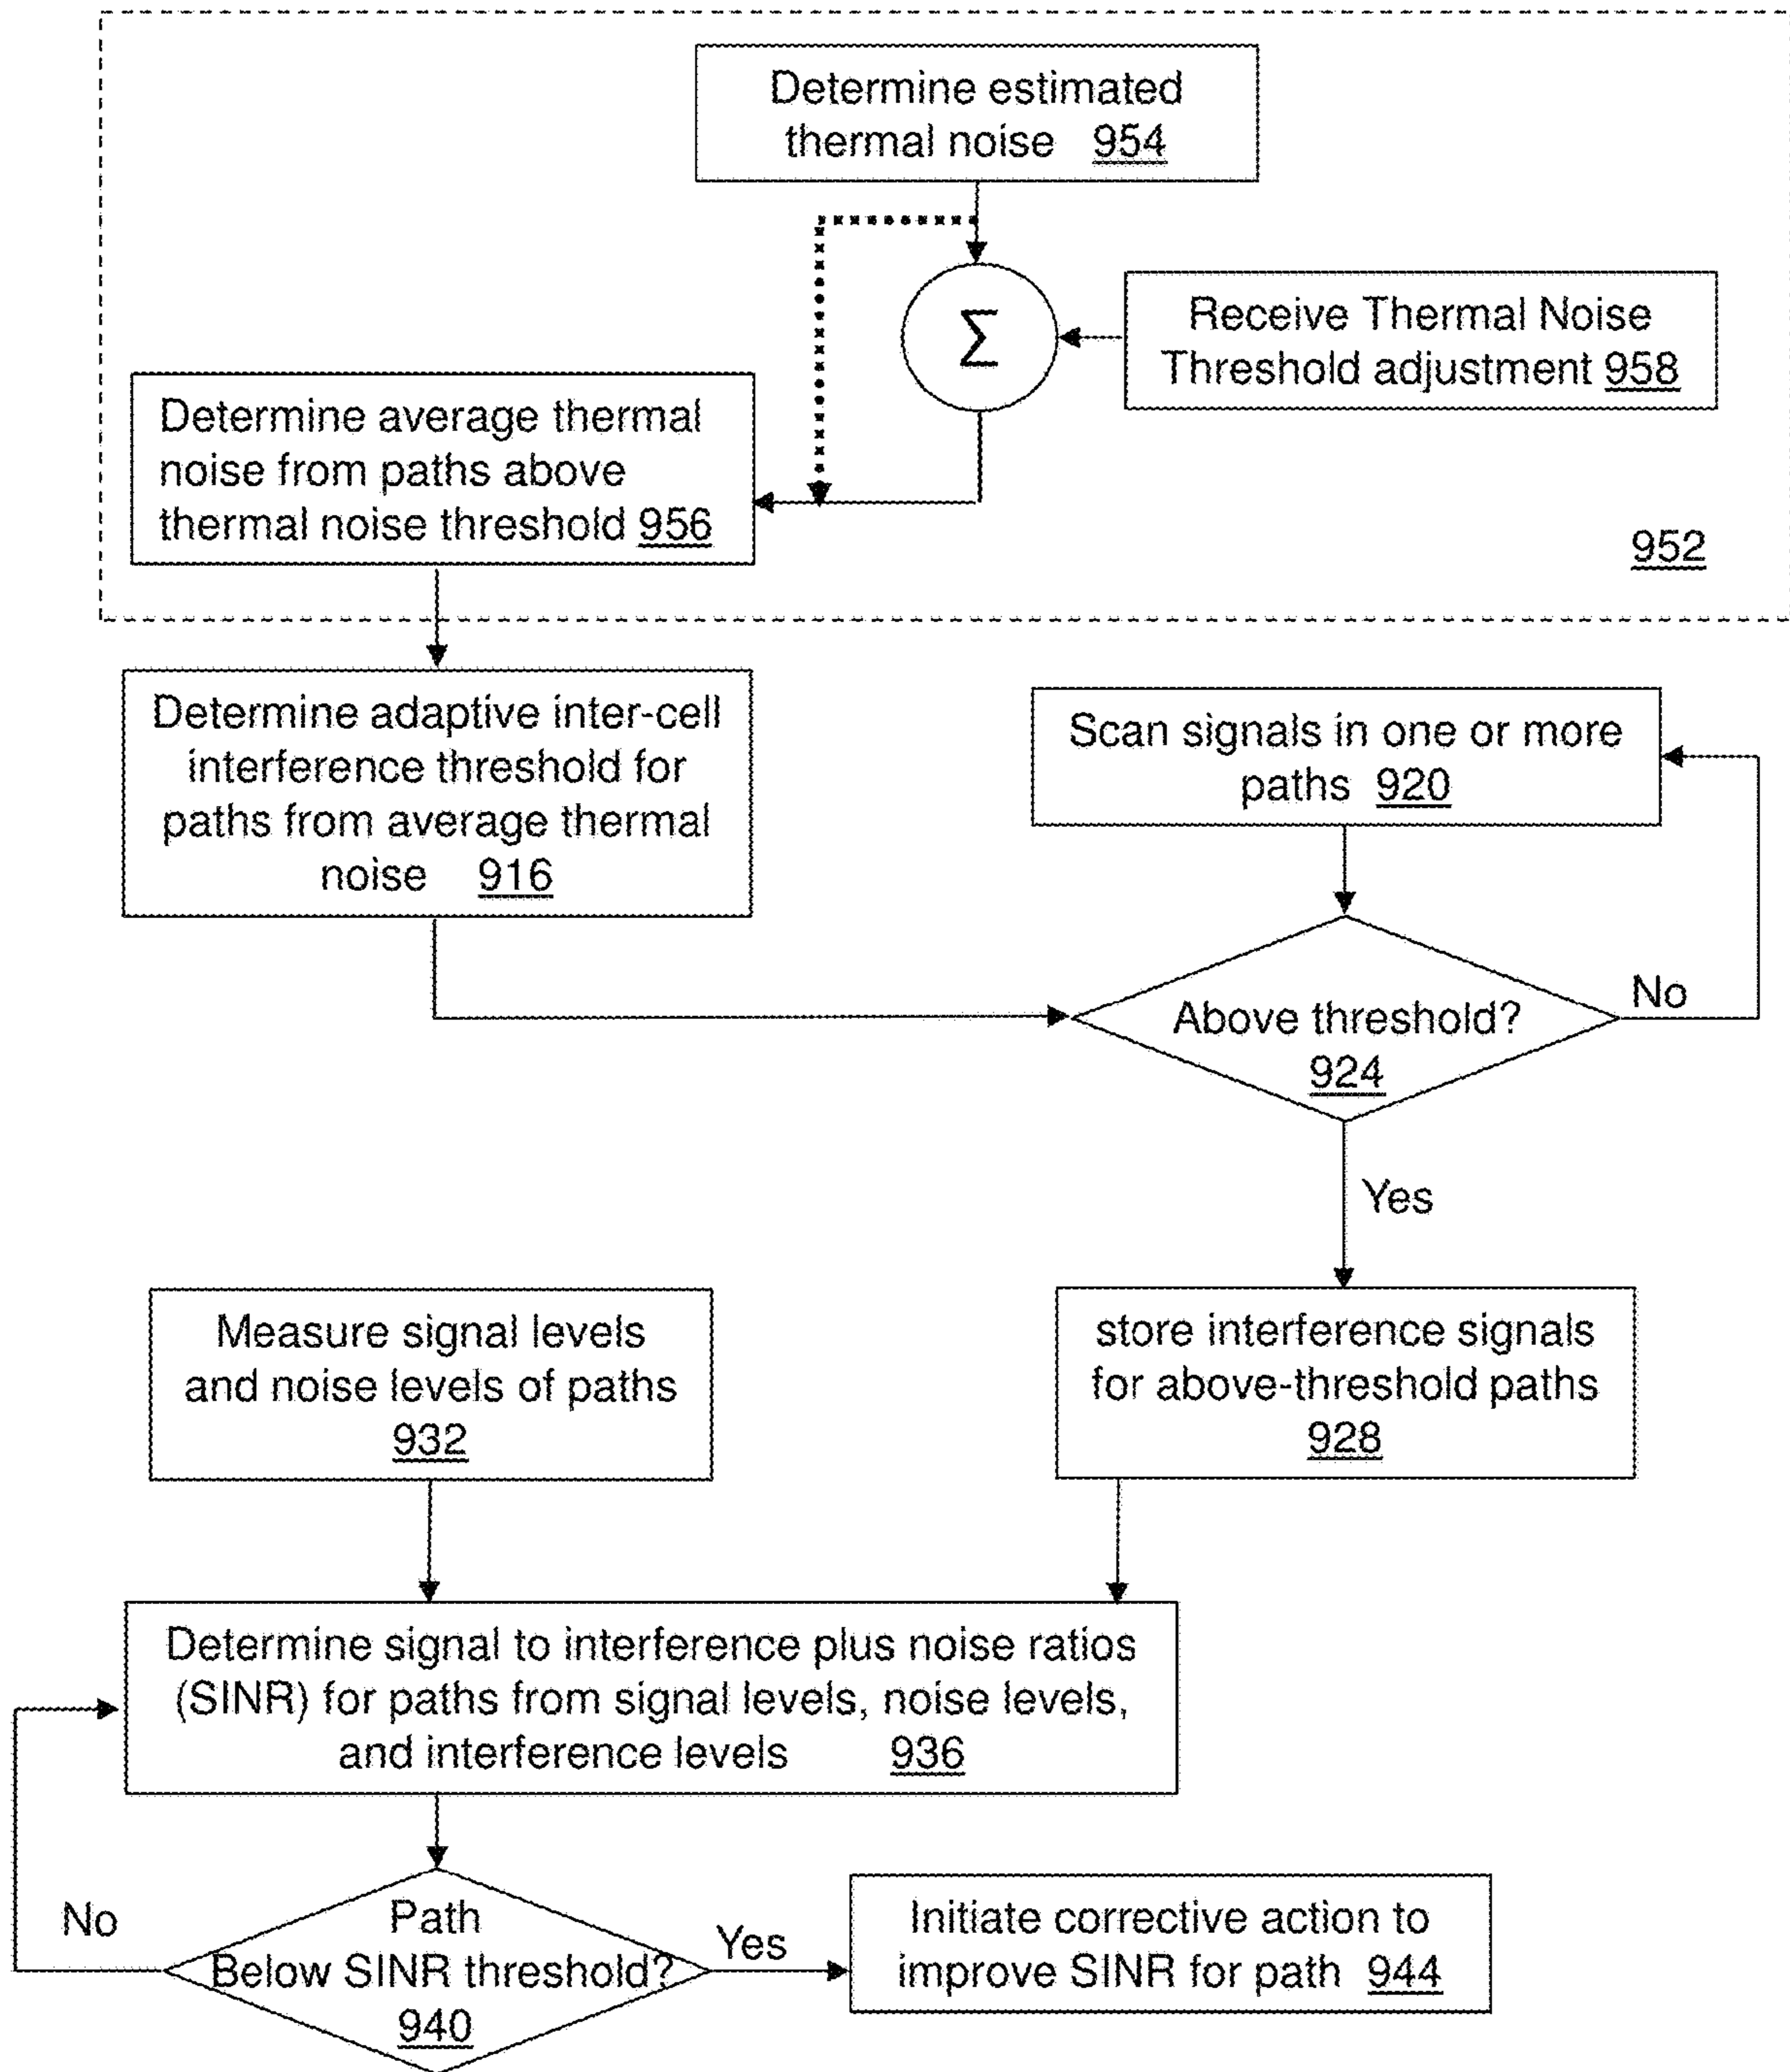 Determine estimated
thermal noise 954
Σ
Receive Thermal Noise
Threshold adjustment 958
Determine average thermal
noise from paths above
thermal noise threshold 956
952
Determine adaptive inter-cell
interference threshold for
paths from average thermal
noise 916
Scan signals in one or more
paths 920
Above threshold?
924
No
Yes
Measure signal levels
and noise levels of paths
932
store interference signals
for above-threshold paths
928
Determine signal to interference plus noise ratios
(SINR) for paths from signal levels, noise levels,
and interference levels 936
No
Path
Below SINR threshold?
940
Yes
Initiate corrective action to
improve SINR for path 944